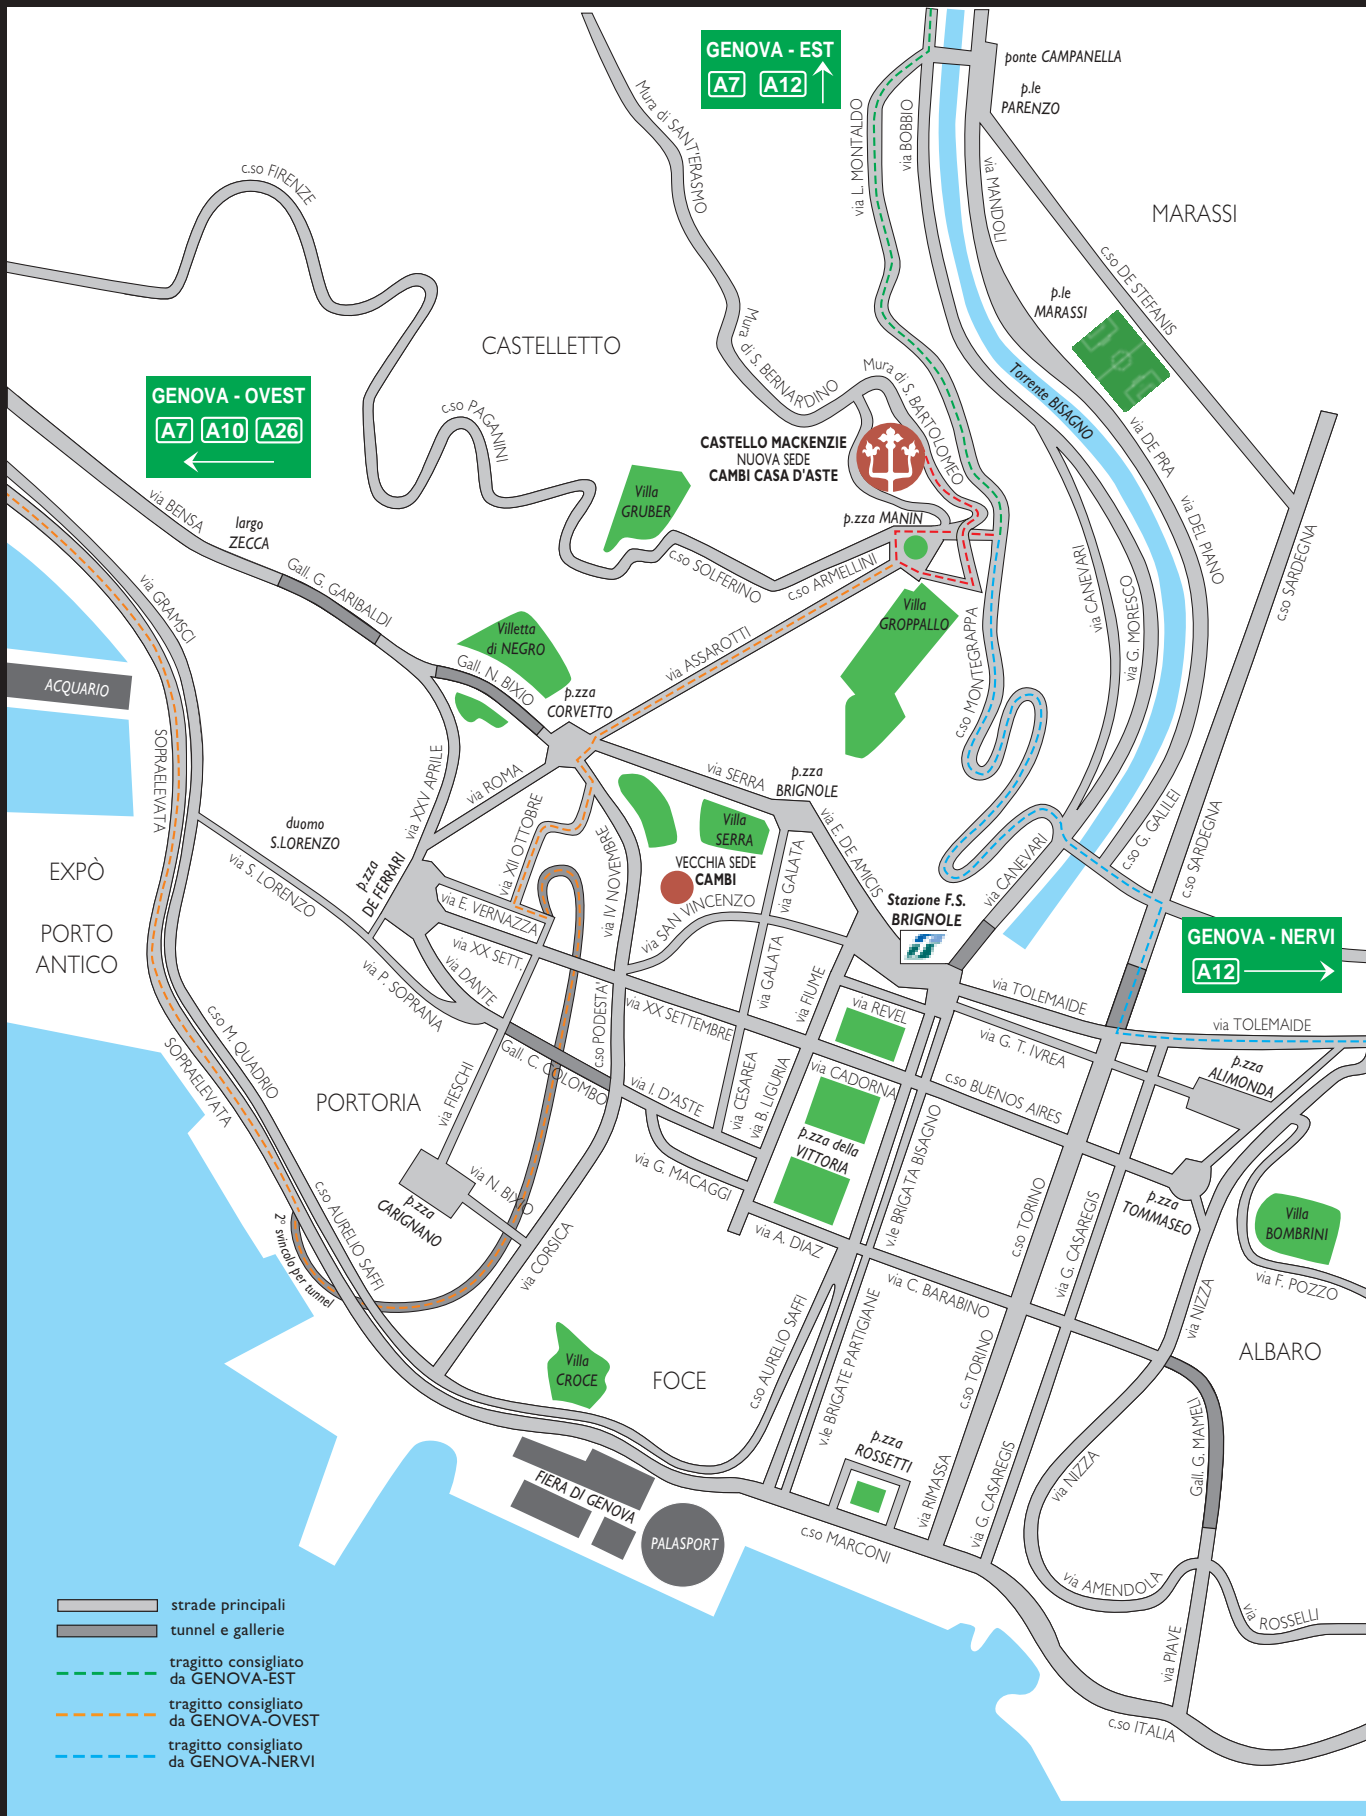 GENOVA - EST
A7 A12
ponte CAMPANELLA
p.le
PARENZO
Mura di SANT'ERASMO
via L. MONTALDO
via BOBBIO
via MANDOLI
MARASSI
c.so FIRENZE
c.so DE STEFANIS
p.le
MARASSI
CASTELLETTO
Mura di S. BERNARDINO
Mura di S. BARTOLOMEO
Torrente BISAGNO
GENOVA - OVEST
A7 A10 A26
c.so PAGANINI
via DE PRA
CASTELLO MACKENZIE
NUOVA SEDE
CAMBI CASA D'ASTE
via BENSA
largo
ZECCA
Villa
GRUBER
p.zza MANIN
via DEL PIANO
c.so SARDEGNA
via GRAMSCI
Gall. G. GARIBALDI
c.so SOLFERINO
c.so ARMELLINI
via CANEVARI
via G. MORESCO
Villetta
di NEGRO
Gall. N. BIXIO
via ASSAROTTI
Villa
GROPPALLO
c.so MONTEGRAPPA
ACQUARIO
p.zza
CORVETTO
SOPRAELEVATA
via XXV APRILE
via ROMA
via SERRA
p.zza
BRIGNOLE
duomo
S.LORENZO
via XII OTTOBRE
via IV NOVEMBRE
Villa
SERRA
via E. DE AMICIS
c.so G. GALILEI
c.so SARDEGNA
EXPÒ
PORTO
ANTICO
via S. LORENZO
p.zza
DE FERRARI
VECCHIA SEDE
CAMBI
via GALATA
via CANEVARI
via E. VERNAZZA
via SAN VINCENZO
Stazione F.S.
BRIGNOLE
GENOVA - NERVI
A12
via XX SETT.
via DANTE
via P. SOPRANA
via GALATA
via FIUME
via REVEL
via TOLEMAIDE
via TOLEMAIDE
c.so M. QUADRIO
SOPRAELEVATA
c.so PODESTA'
via XX SETTEMBRE
via G. T. IVREA
p.zza
ALIMONDA
PORTORIA
via FIESCHI
Gall. C. COLOMBO
via I. D'ASTE
via CESAREA
via B. LIGURIA
via CADORNA
c.so BUENOS AIRES
p.zza della
VITTORIA
v.le BRIGATA BISAGNO
via G. MACAGGI
via N. BIXIO
p.zza
CARIGNANO
c.so AURELIO SAFFI
2° svincolo per tunnel
via CORSICA
via A. DIAZ
c.so TORINO
via G. CASAREGIS
p.zza
TOMMASEO
Villa
BOMBRINI
via F. POZZO
via C. BARABINO
via NIZZA
ALBARO
Villa
CROCE
FOCE
c.so AURELIO SAFFI
v.le BRIGATE PARTIGIANE
c.so TORINO
Gall. G. MAMELI
p.zza
ROSSETTI
via RIMASSA
via G. CASAREGIS
via NIZZA
FIERA DI GENOVA
PALASPORT
c.so MARCONI
via AMENDOLA
via ROSSELLI
via PIAVE
c.so ITALIA
strade principali
tunnel e gallerie
tragitto consigliato
da GENOVA-EST
tragitto consigliato
da GENOVA-OVEST
tragitto consigliato
da GENOVA-NERVI